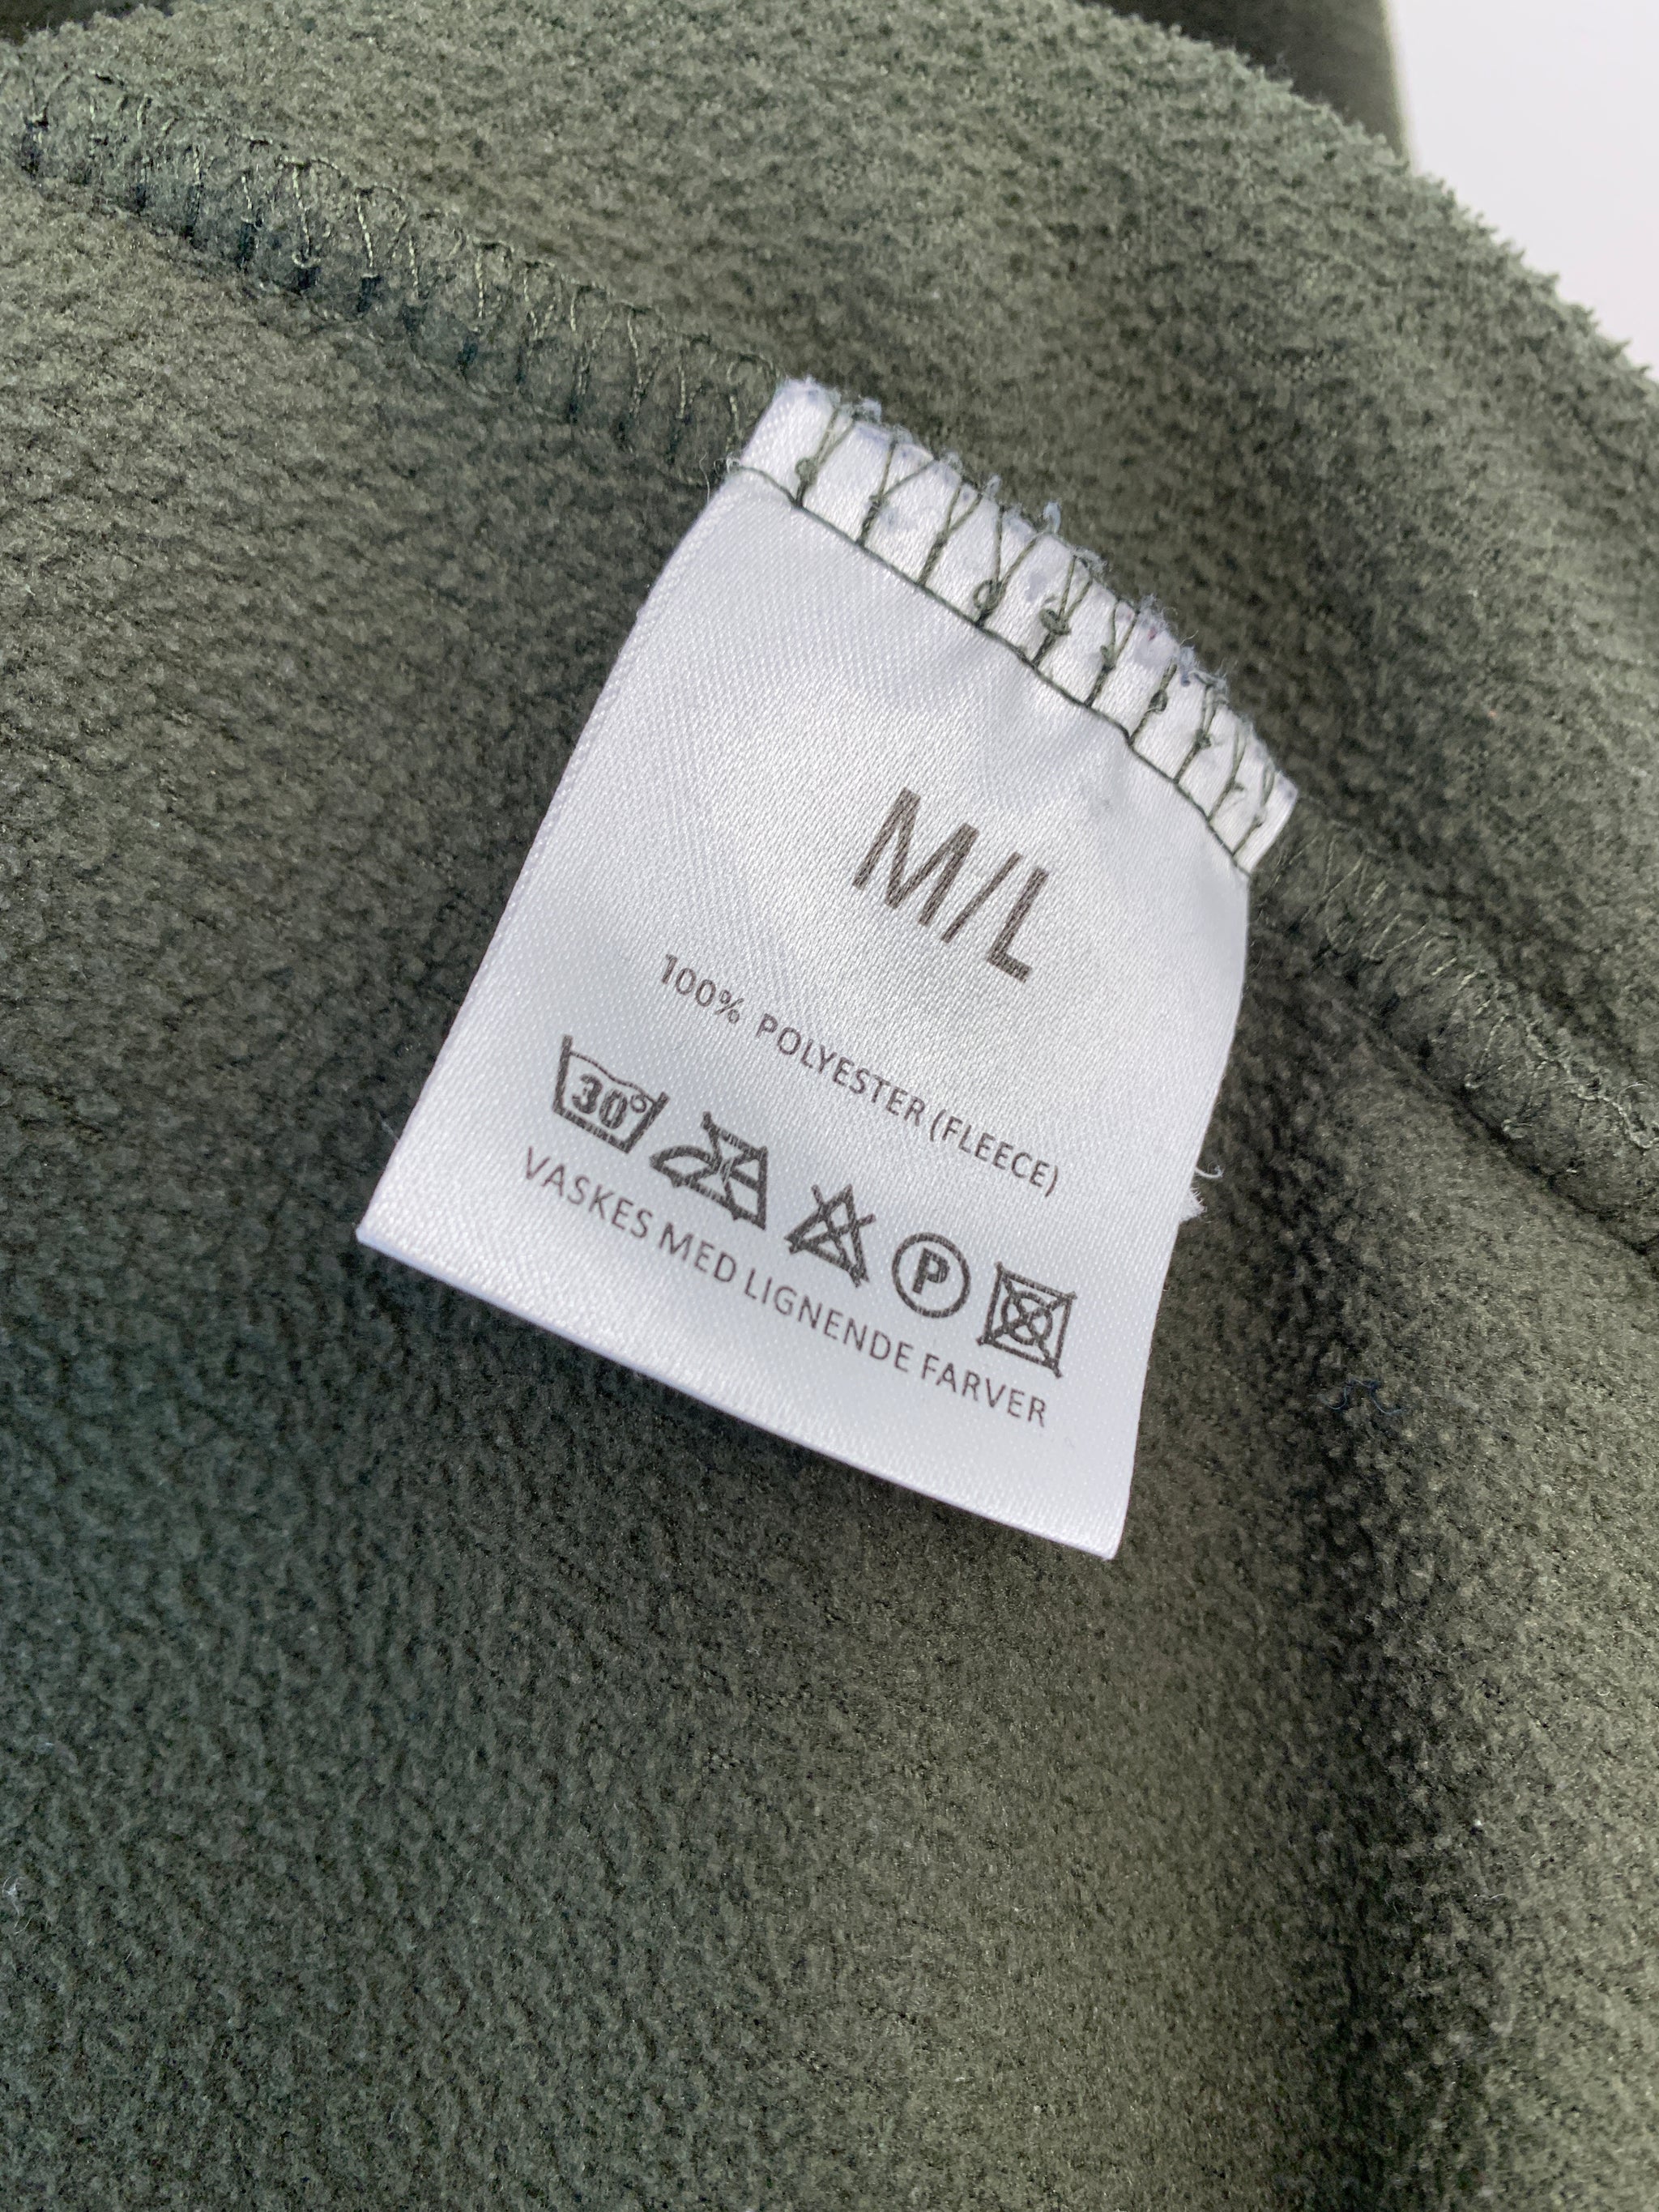 M/L
100% POLYESTER (FLEECE)
30° P
VASKES MED LIGNENDE FARVER